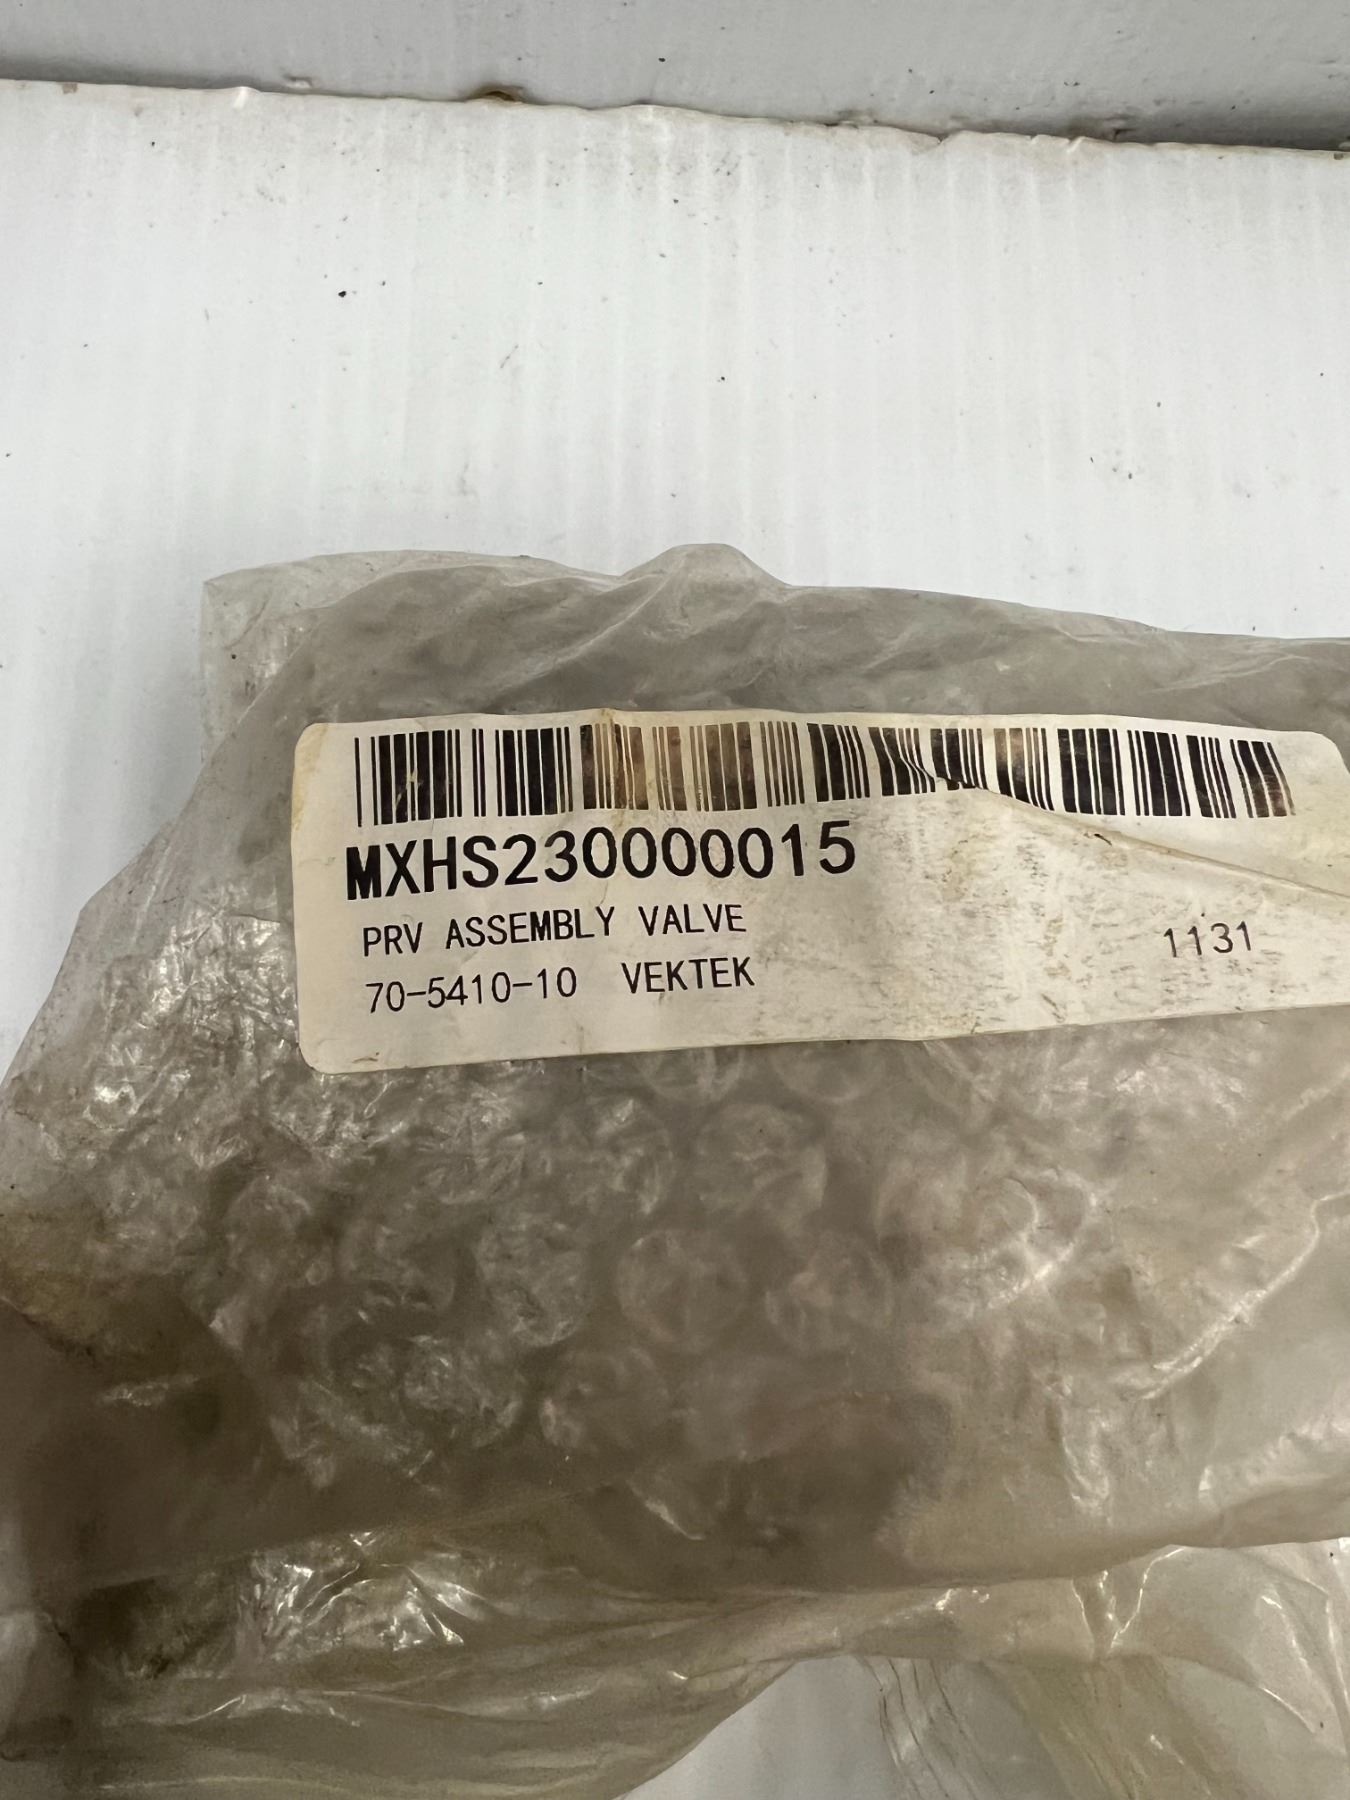 MXHS230000015
PRV ASSEMBLY VALVE
70-5410-10 VEKTEK 1131